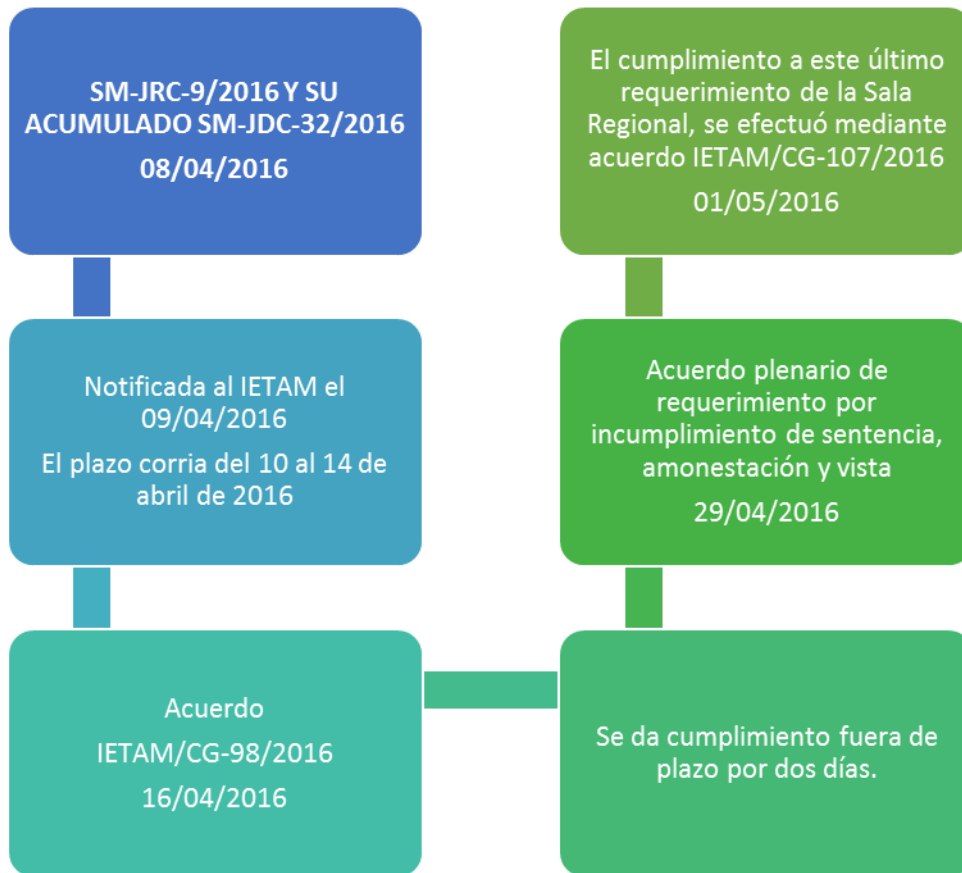 SM-JRC-9/2016 Y SU
ACUMULADO SM-JDC-32/2016
08/04/2016
Notificada al IETAM el
09/04/2016
El plazo corria del 10 al 14 de
abril de 2016
Acuerdo
IETAM/CG-98/2016
16/04/2016
Se da cumplimiento fuera de
plazo por dos días.
Acuerdo plenario de
requerimiento por
incumplimiento de sentencia,
amonestación y vista
29/04/2016
El cumplimiento a este último
requerimiento de la Sala
Regional, se efectuó mediante
acuerdo IETAM/CG-107/2016
01/05/2016